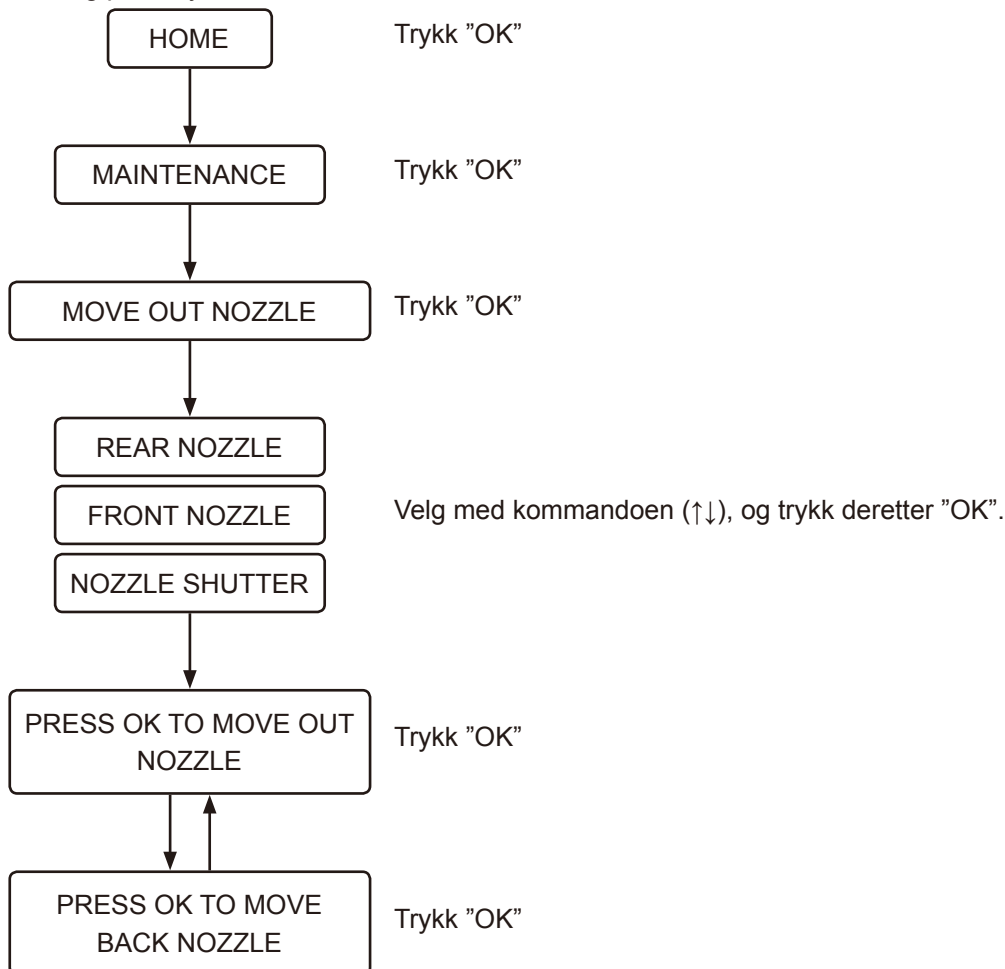 HOME
Trykk ”OK”
MAINTENANCE
Trykk ”OK”
MOVE OUT NOZZLE
Trykk ”OK”
REAR NOZZLE
FRONT NOZZLE
Velg med kommandoen (↑↓), og trykk deretter ”OK”.
NOZZLE SHUTTER
PRESS OK TO MOVE OUT
NOZZLE
Trykk ”OK”
PRESS OK TO MOVE
BACK NOZZLE
Trykk ”OK”